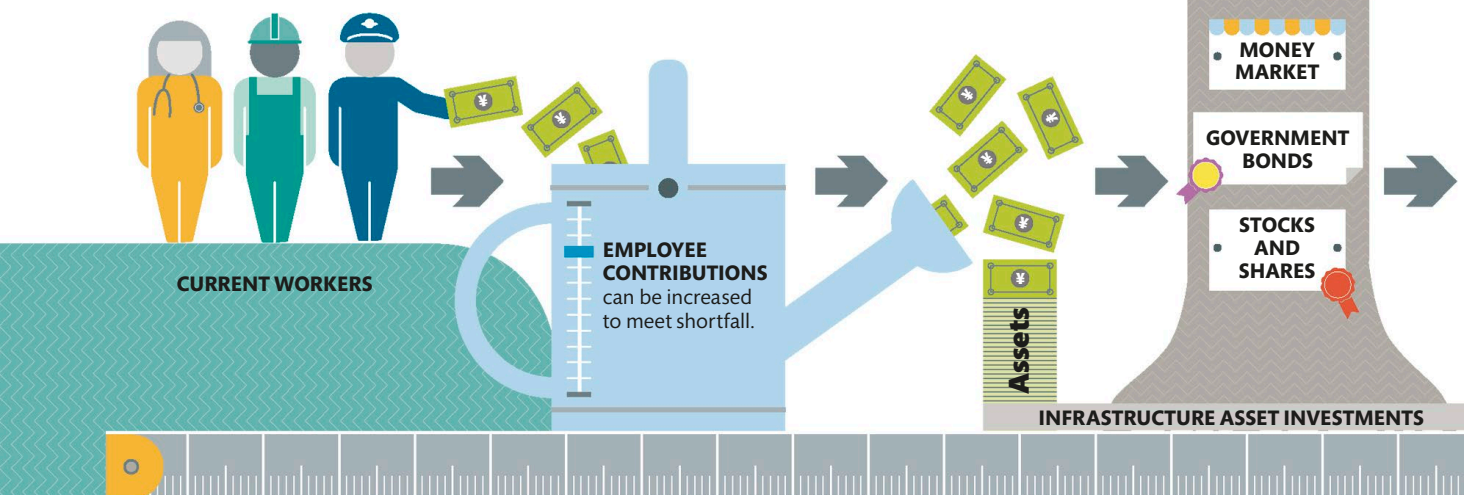 CURRENT WORKERS
¥
¥
EMPLOYEE
CONTRIBUTIONS
can be increased
to meet shortfall.
¥
¥
¥
¥
¥
Assets
MONEY
MARKET
GOVERNMENT
BONDS
STOCKS
AND
SHARES
INFRASTRUCTURE ASSET INVESTMENTS